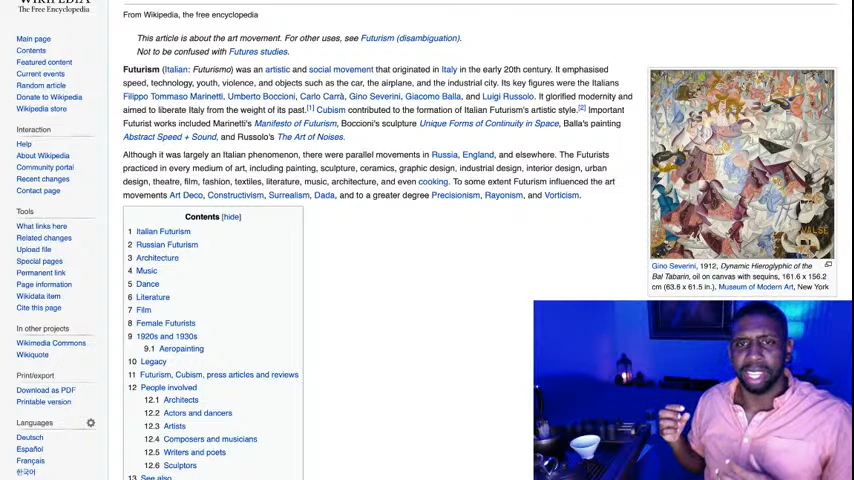 WIKIPEDIA
The Free Encyclopedia
Main page
Contents
Featured content
Current events
Random article
Donate to Wikipedia
Wikipedia store
Interaction
Help
About Wikipedia
Community portal
Recent changes
Contact page
Tools
What links here
Related changes
Upload file
Special pages
Permanent link
Page information
Wikidata item
Cite this page
In other projects
Wikimedia Commons
Wikiquote
Print/export
Download as PDF
Printable version
Languages
Deutsch
Español
Français
한국어
From Wikipedia, the free encyclopedia
This article is about the art movement. For other uses, see Futurism (disambiguation).
Not to be confused with Futures studies.
Futurism (Italian: Futurismo) was an artistic and social movement that originated in Italy in the early 20th century. It emphasised
speed, technology, youth, violence, and objects such as the car, the airplane, and the industrial city. Its key figures were the Italians
Filippo Tommaso Marinetti, Umberto Boccioni, Carlo Carrà, Gino Severini, Giacomo Balla, and Luigi Russolo. It glorified modernity and
aimed to liberate Italy from the weight of its past.[1] Cubism contributed to the formation of Italian Futurism's artistic style.[2] Important
Futurist works included Marinetti's Manifesto of Futurism, Boccioni's sculpture Unique Forms of Continuity in Space, Balla's painting
Abstract Speed + Sound, and Russolo's The Art of Noises.
Although it was largely an Italian phenomenon, there were parallel movements in Russia, England, and elsewhere. The Futurists
practiced in every medium of art, including painting, sculpture, ceramics, graphic design, industrial design, interior design, urban
design, theatre, film, fashion, textiles, literature, music, architecture, and even cooking. To some extent Futurism influenced the art
movements Art Deco, Constructivism, Surrealism, Dada, and to a greater degree Precisionism, Rayonism, and Vorticism.
Contents [hide]
1 Italian Futurism
2 Russian Futurism
3 Architecture
4 Music
5 Dance
6 Literature
7 Film
8 Female Futurists
9 1920s and 1930s
9.1 Aeropainting
10 Legacy
11 Futurism, Cubism, press articles and reviews
12 People involved
12.1 Architects
12.2 Actors and dancers
12.3 Artists
12.4 Composers and musicians
12.5 Writers and poets
12.6 Sculptors
13 See also
VALSE
Gino Severini, 1912, Dynamic Hieroglyphic of the
Bal Tabarin, oil on canvas with sequins, 161.6 x 156.2
cm (63.6 x 61.5 in.), Museum of Modern Art, New York